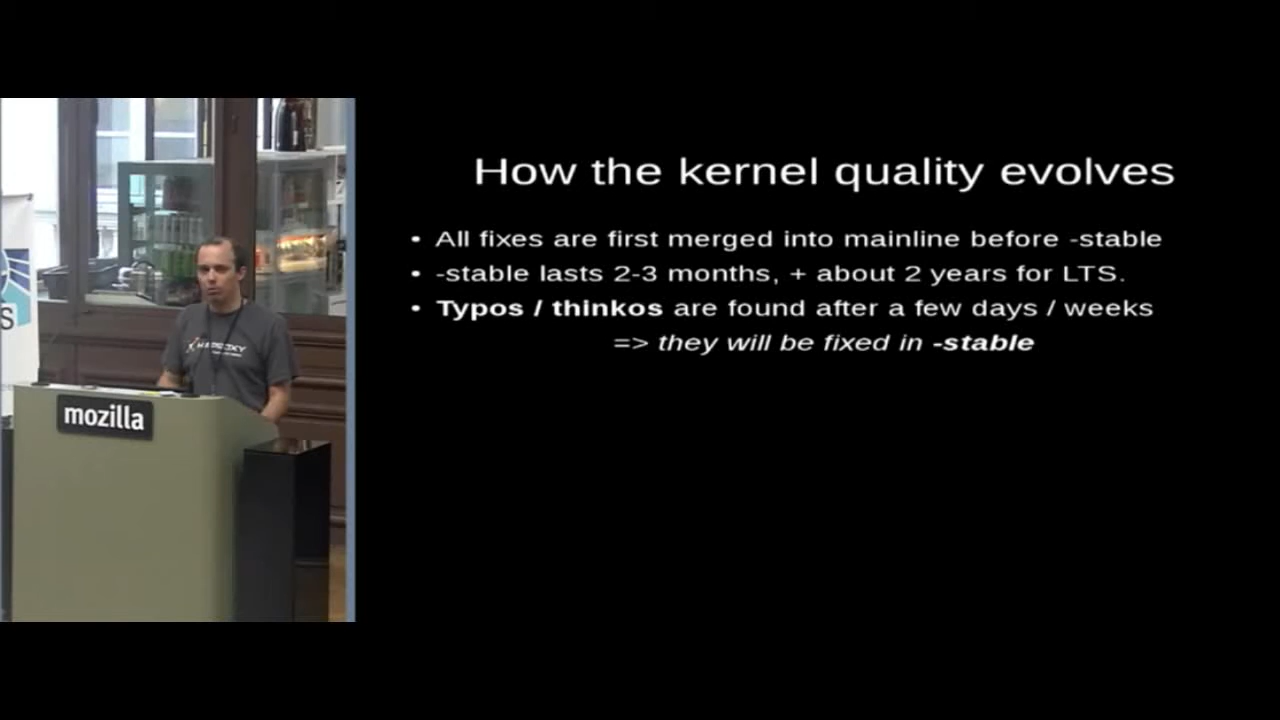 How the kernel quality evolves
• All fixes are first merged into mainline before -stable
• -stable lasts 2-3 months, + about 2 years for LTS.
• Typos / thinkos are found after a few days / weeks
=> they will be fixed in -stable
S
mozilla